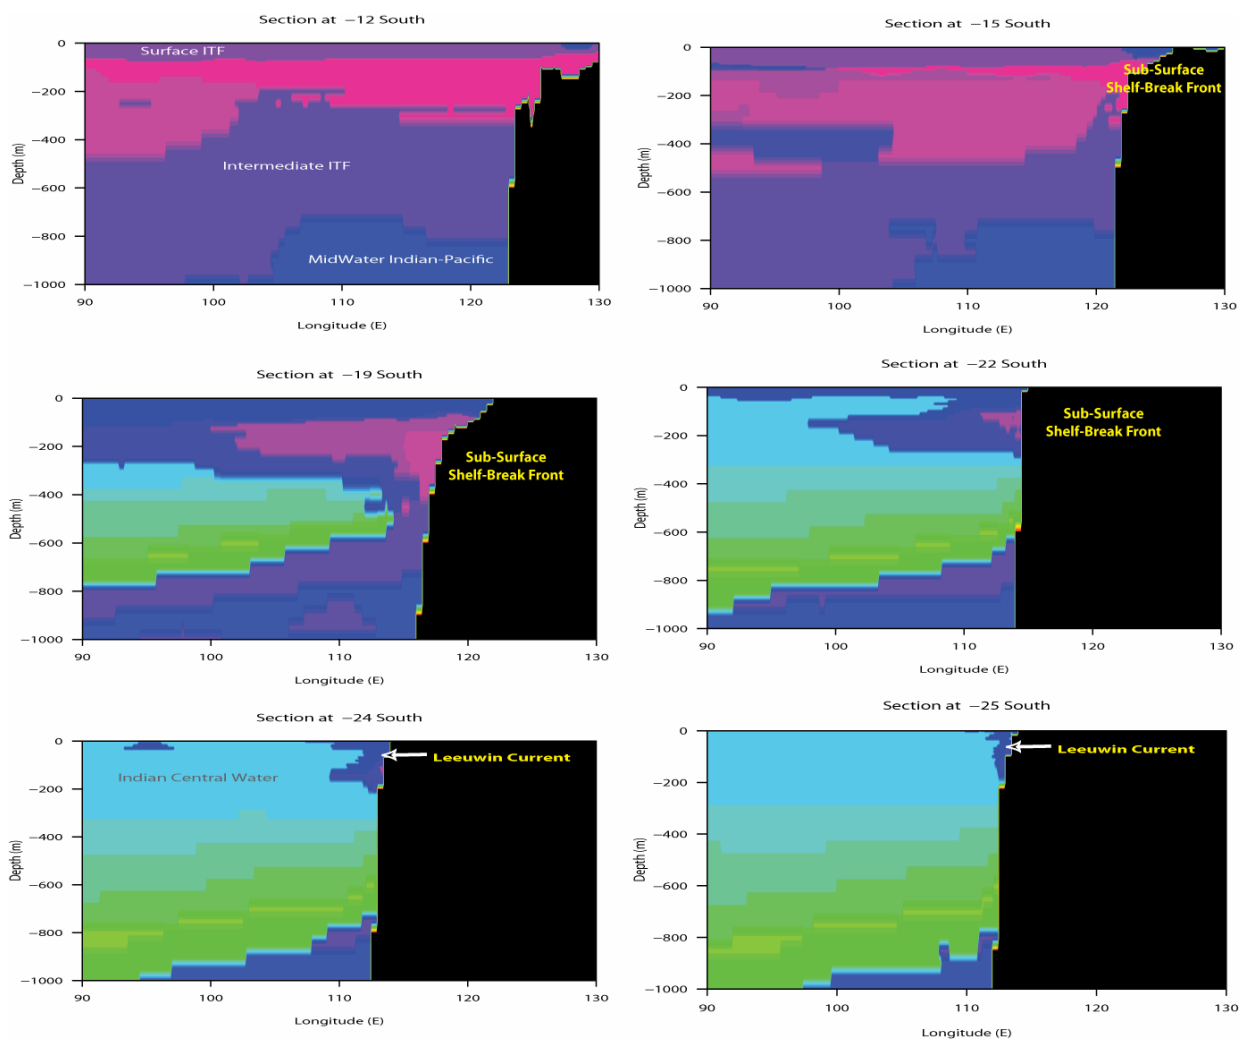 Section at −12 South
0
−200
−400
−600
−800
−1000
Depth (m)
Surface ITF
Intermediate ITF
MidWater Indian-Pacific
90
100
110
120
130
Longitude (E)
Section at −15 South
0
−200
−400
−600
−800
−1000
Depth (m)
Sub-Surface
Shelf-Break Front
90
100
110
120
130
Longitude (E)
Section at −19 South
0
−200
−400
−600
−800
−1000
Depth (m)
Sub-Surface
Shelf-Break Front
90
100
110
120
130
Longitude (E)
Section at −22 South
0
−200
−400
−600
−800
−1000
Depth (m)
Sub-Surface
Shelf-Break Front
90
100
110
120
130
Longitude (E)
Section at −24 South
0
−200
−400
−600
−800
−1000
Depth (m)
Leeuwin Current
Indian Central Water
90
100
110
120
130
Longitude (E)
Section at −25 South
0
−200
−400
−600
−800
−1000
Depth (m)
Leeuwin Current
90
100
110
120
130
Longitude (E)